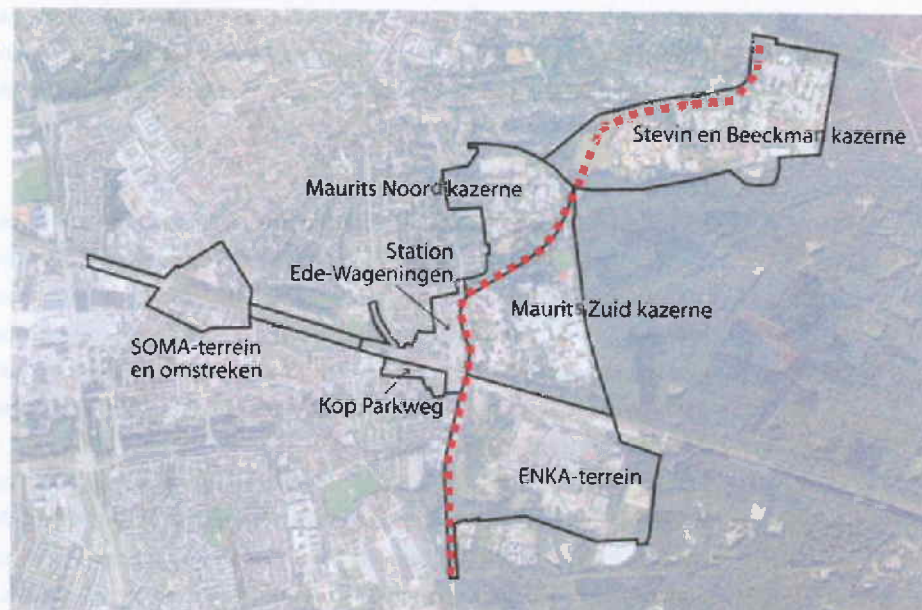 Stevin en Beeckman kazerne
Maurits Noord kazerne
Station
Ede-Wageningen
Maurits Zuid kazerne
SOMA-terrein
en omstreken
Kop Parkweg
ENKA-terrein